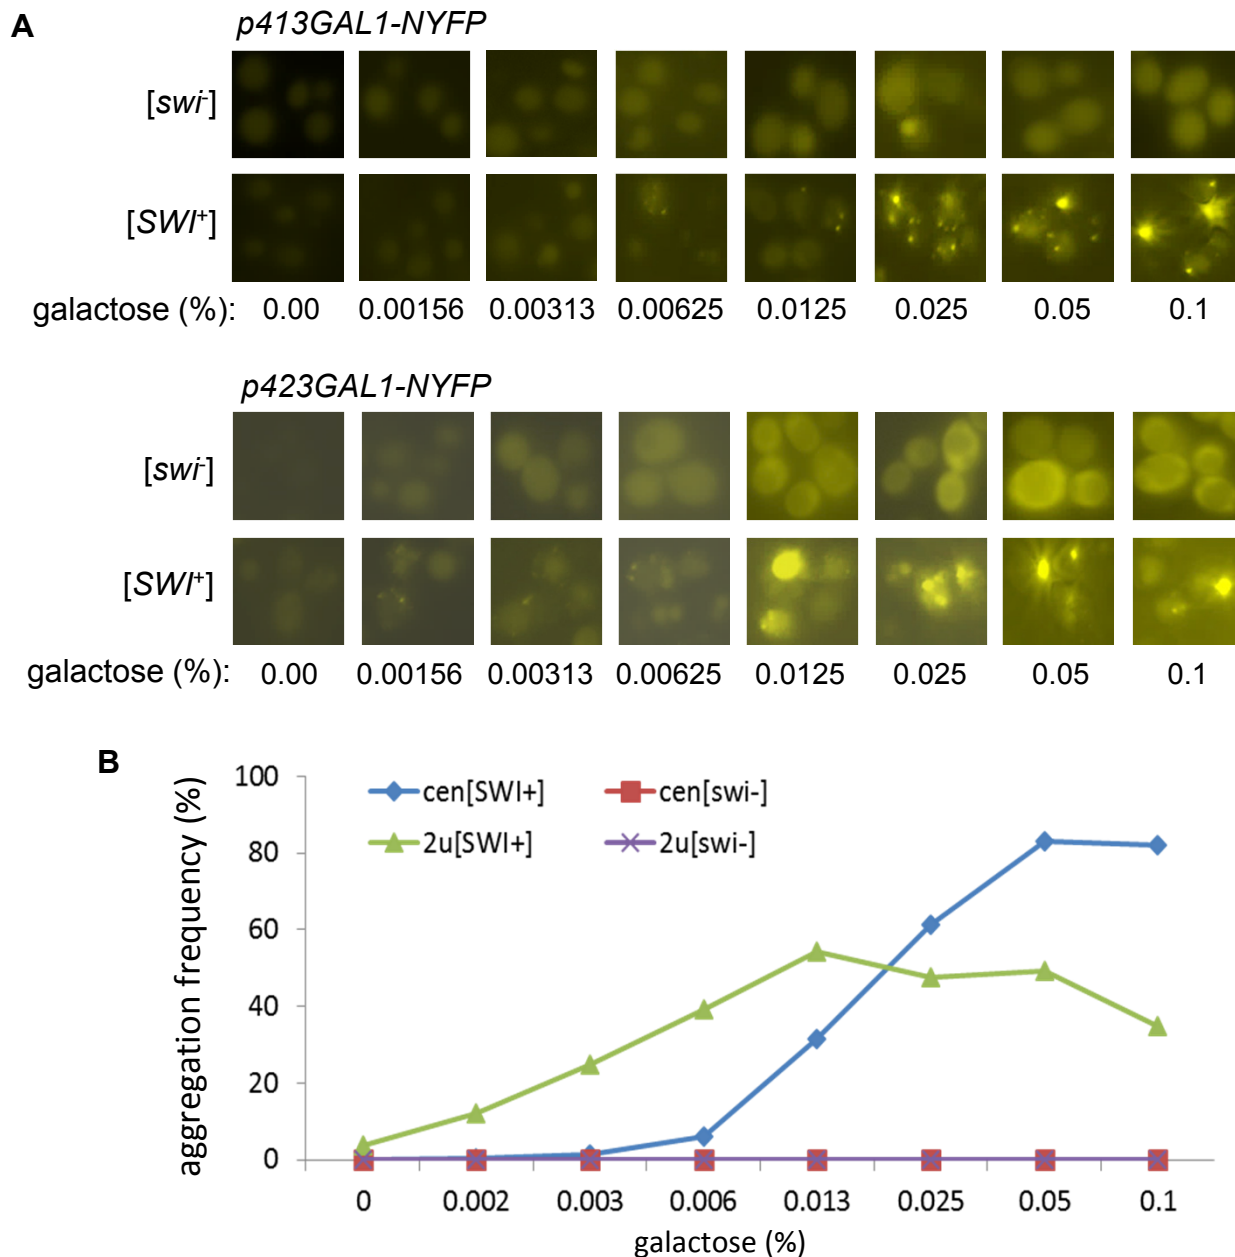 A
p413GAL1-NYFP
[swi-]
[SWI+]
galactose (%): 0.00 0.00156 0.00313 0.00625 0.0125 0.025 0.05 0.1
p423GAL1-NYFP
[swi-]
[SWI+]
galactose (%): 0.00 0.00156 0.00313 0.00625 0.0125 0.025 0.05 0.1
B
aggregation frequency (%)
100
80
60
40
20
0
cen[SWI+] cen[swi-]
2u[SWI+] 2u[swi-]
0 0.002 0.003 0.006 0.013 0.025 0.05 0.1
galactose (%)